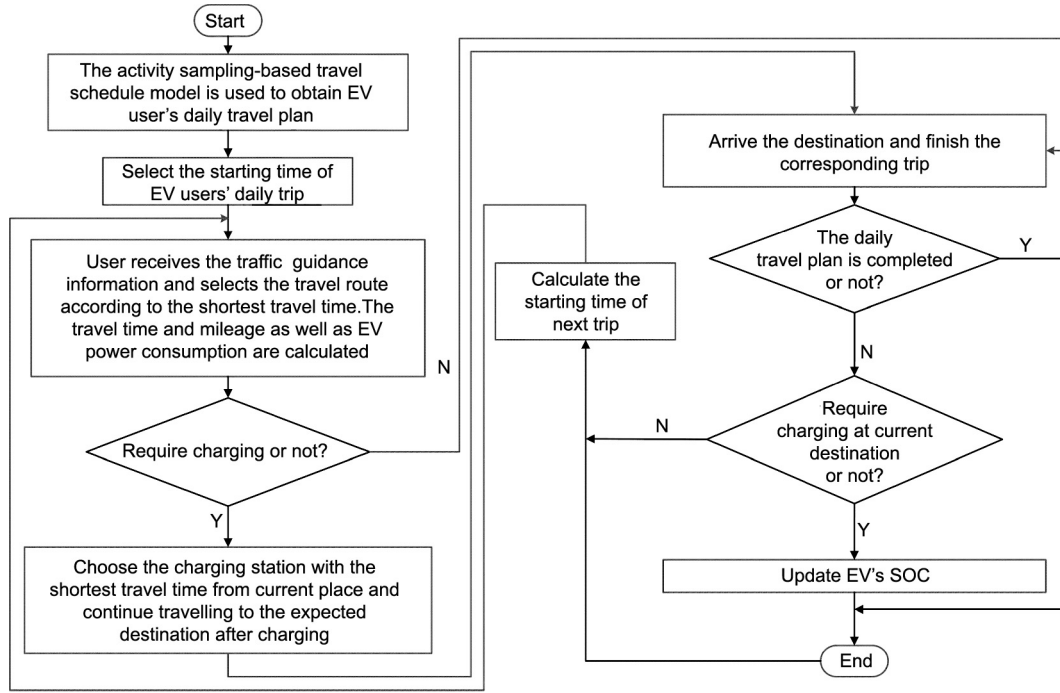 Start
The activity sampling-based travel
schedule model is used to obtain EV
user's daily travel plan
Select the starting time of
EV users' daily trip
User receives the traffic guidance
information and selects the travel route
according to the shortest travel time.The
travel time and mileage as well as EV
power consumption are calculated
N
Require charging or not?
Y
Choose the charging station with the
shortest travel time from current place and
continue travelling to the expected
destination after charging
Arrive the destination and finish the
corresponding trip
The daily
travel plan is completed
or not?
Y
Calculate the
starting time of
next trip
N
Require
charging at current
destination
or not?
N
Y
Update EV's SOC
End